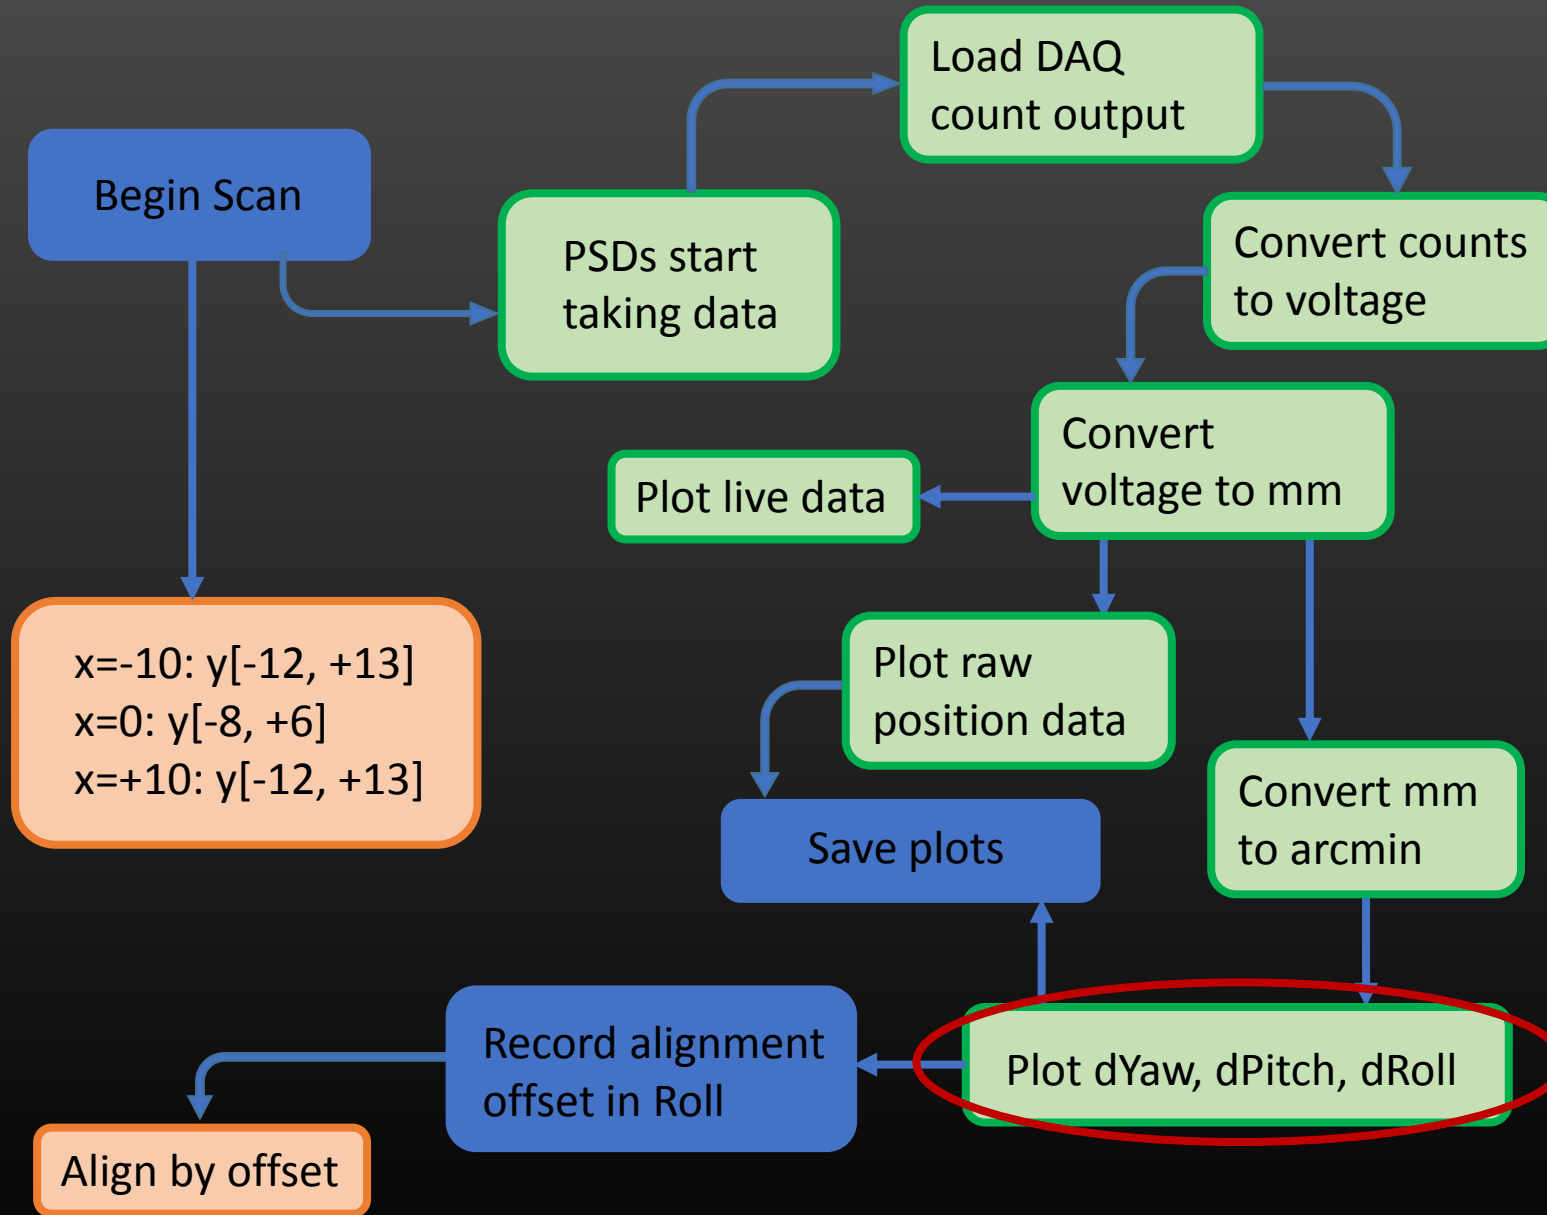 Load DAQ
count output
Begin Scan
PSDs start
taking data
Convert counts
to voltage
Convert
voltage to mm
Plot live data
x=-10: y[-12, +13]
x=0: y[-8, +6]
x=+10: y[-12, +13]
Plot raw
position data
Convert mm
to arcmin
Save plots
Record alignment
offset in Roll
Plot dYaw, dPitch, dRoll
Align by offset